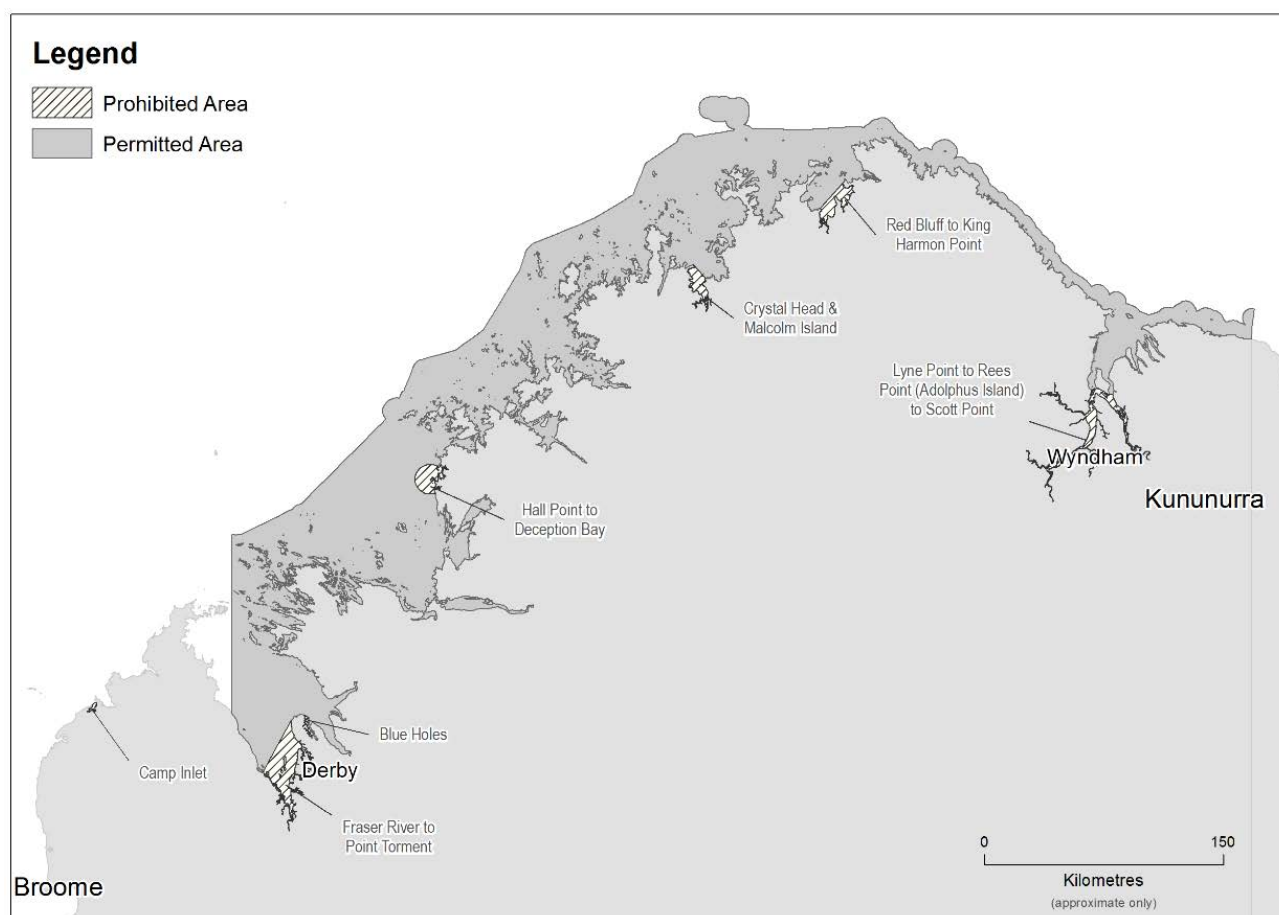 Legend
Prohibited Area
Permitted Area
Red Bluff to King
Harmon Point
Crystal Head &
Malcolm Island
Lyne Point to Rees
Point (Adolphus Island)
to Scott Point
Wyndham
Kununurra
Hall Point to
Deception Bay
Blue Holes
Camp Inlet
Derby
Fraser River to
Point Torment
Broome
0 150
Kilometres
(approximate only)